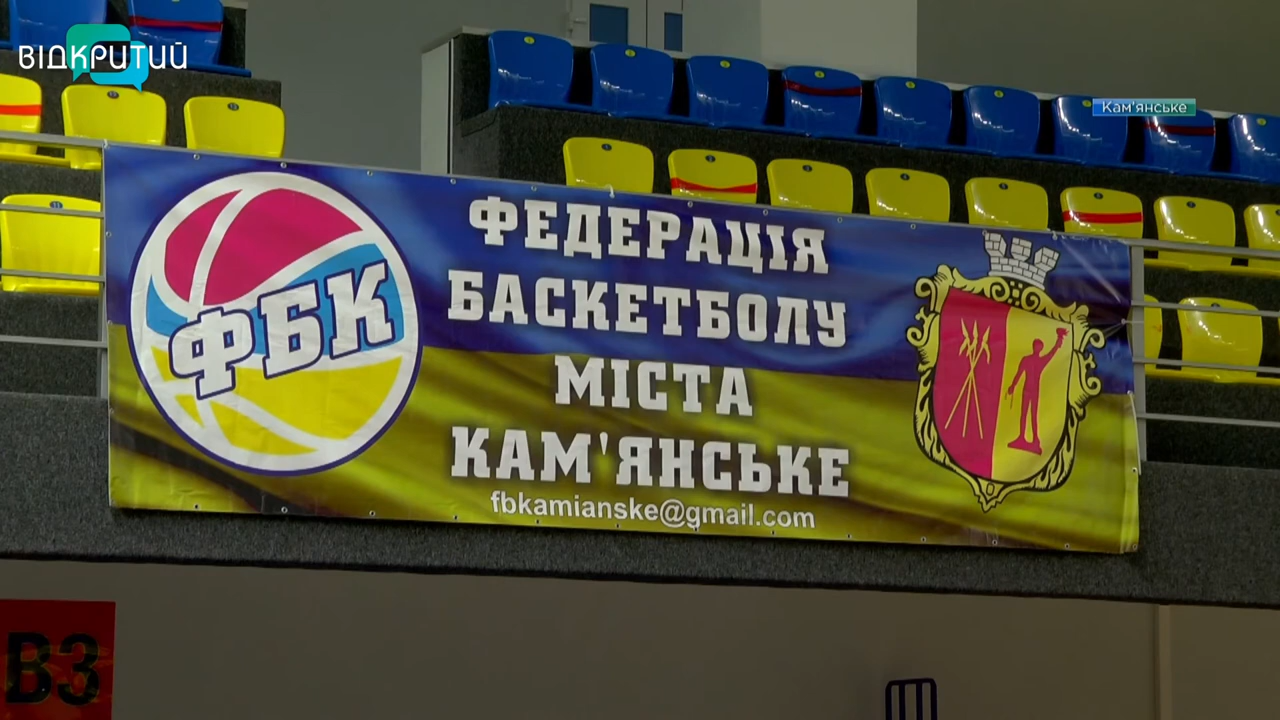 ВІДКРИТИЙ
Кам'янське
ФЕДЕРАЦІЯ
БАСКЕТБОЛУ
МІСТА
КАМ'ЯНСЬКЕ
fbkamianske@gmail.com
ФБК
B3